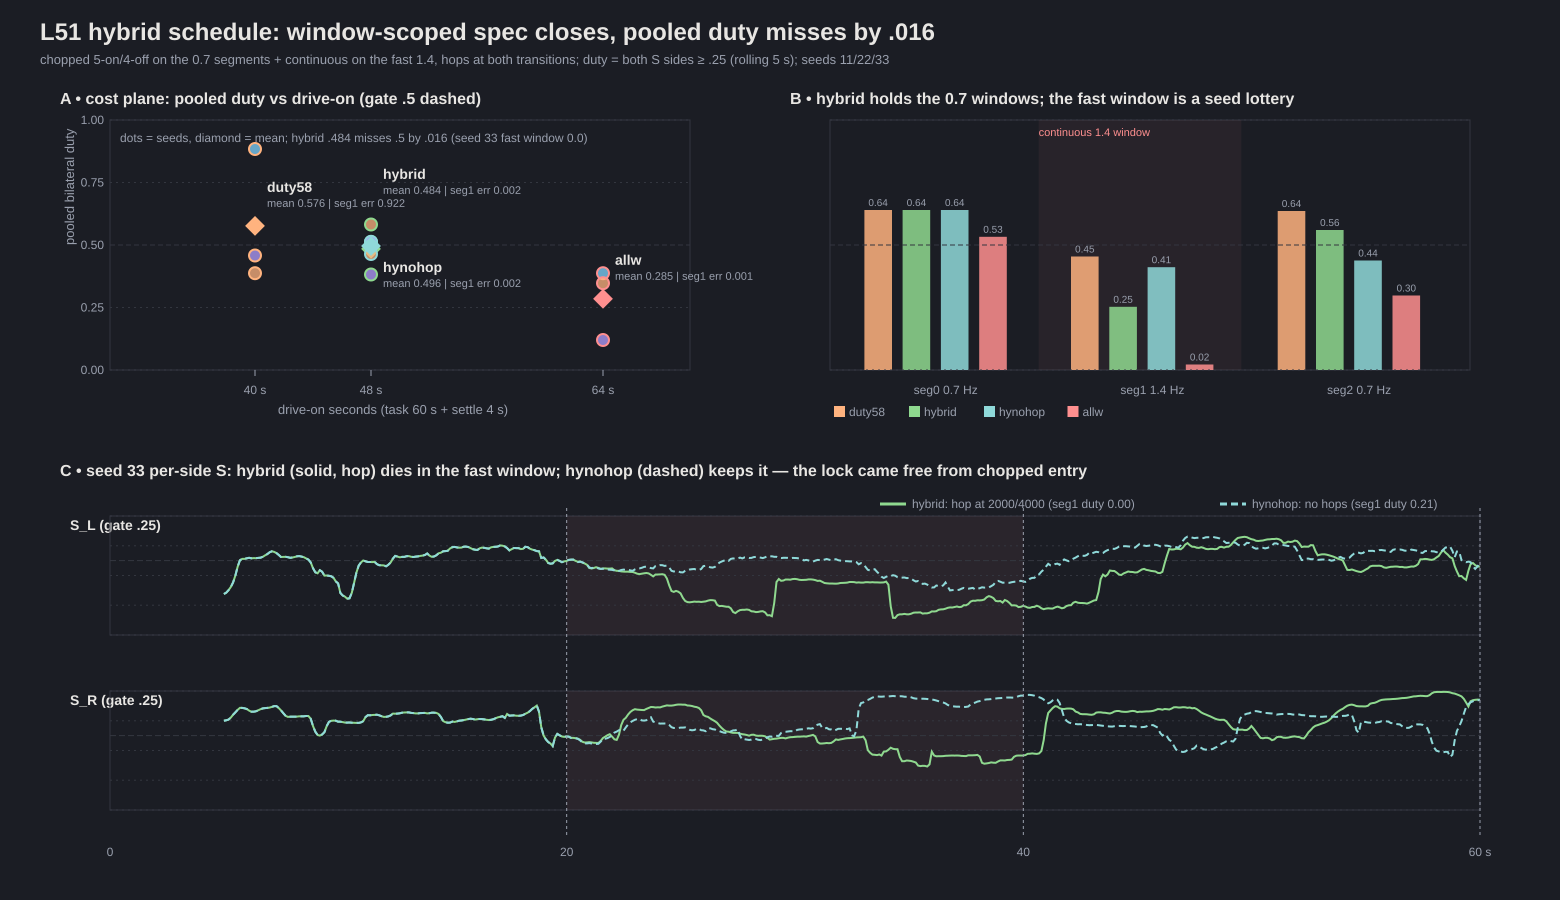 L51 hybrid schedule: window-scoped spec closes, pooled duty misses by .016
chopped 5-on/4-off on the 0.7 segments + continuous on the fast 1.4, hops at both transitions; duty = both S sides ≥ .25 (rolling 5 s); seeds 11/22/33
A • cost plane: pooled duty vs drive-on (gate .5 dashed)
pooled bilateral duty
1.00
0.75
0.50
0.25
0.00
dots = seeds, diamond = mean; hybrid .484 misses .5 by .016 (seed 33 fast window 0.0)
duty58
mean 0.576 | seg1 err 0.922
hybrid
mean 0.484 | seg1 err 0.002
hynohop
mean 0.496 | seg1 err 0.002
allw
mean 0.285 | seg1 err 0.001
40 s
48 s
64 s
drive-on seconds (task 60 s + settle 4 s)
B • hybrid holds the 0.7 windows; the fast window is a seed lottery
continuous 1.4 window
0.64
0.64
0.64
0.53
0.45
0.25
0.41
0.02
0.64
0.56
0.44
0.30
seg0 0.7 Hz
seg1 1.4 Hz
seg2 0.7 Hz
duty58
hybrid
hynohop
allw
C • seed 33 per-side S: hybrid (solid, hop) dies in the fast window; hynohop (dashed) keeps it — the lock came free from chopped entry
hybrid: hop at 2000/4000 (seg1 duty 0.00)
hynohop: no hops (seg1 duty 0.21)
S_L (gate .25)
S_R (gate .25)
0
20
40
60 s